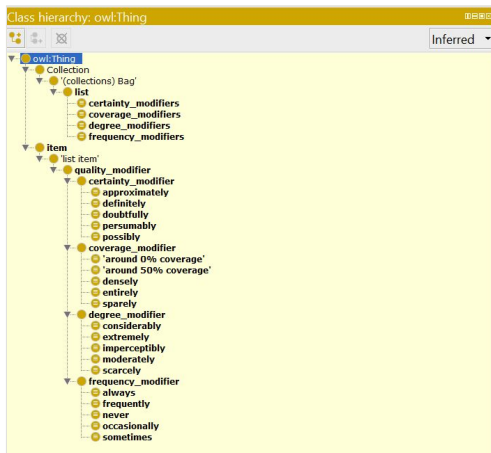 Class hierarchy: owl:Thing
Inferred
owl:Thing
Collection
'(collections) Bag'
list
certainty_modifiers
coverage_modifiers
degree_modifiers
frequency_modifiers
item
'list item'
quality_modifier
certainty_modifier
approximately
definitely
doubtfully
persumably
possibly
coverage_modifier
'around 0% coverage'
'around 50% coverage'
densely
entirely
sparely
degree_modifier
considerably
extremely
imperceptibly
moderately
scarcely
frequency_modifier
always
frequently
never
occasionally
sometimes